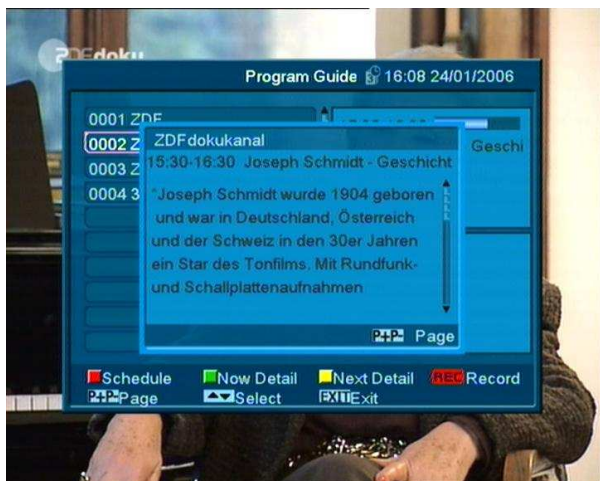 ZDFdoku
Program Guide 16:08 24/01/2006
0001 ZDF
0002 Z
Geschi
0003 Z
0004 3
ZDFdokukanal
15:30-16:30 Joseph Schmidt - Geschicht
"Joseph Schmidt wurde 1904 geboren
und war in Deutschland, Österreich
und der Schweiz in den 30er Jahren
ein Star des Tonfilms. Mit Rundfunk-
und Schallplattenaufnahmen
P+P- Page
Schedule Now Detail Next Detail REC Record
P+P- Page Select EXIT Exit